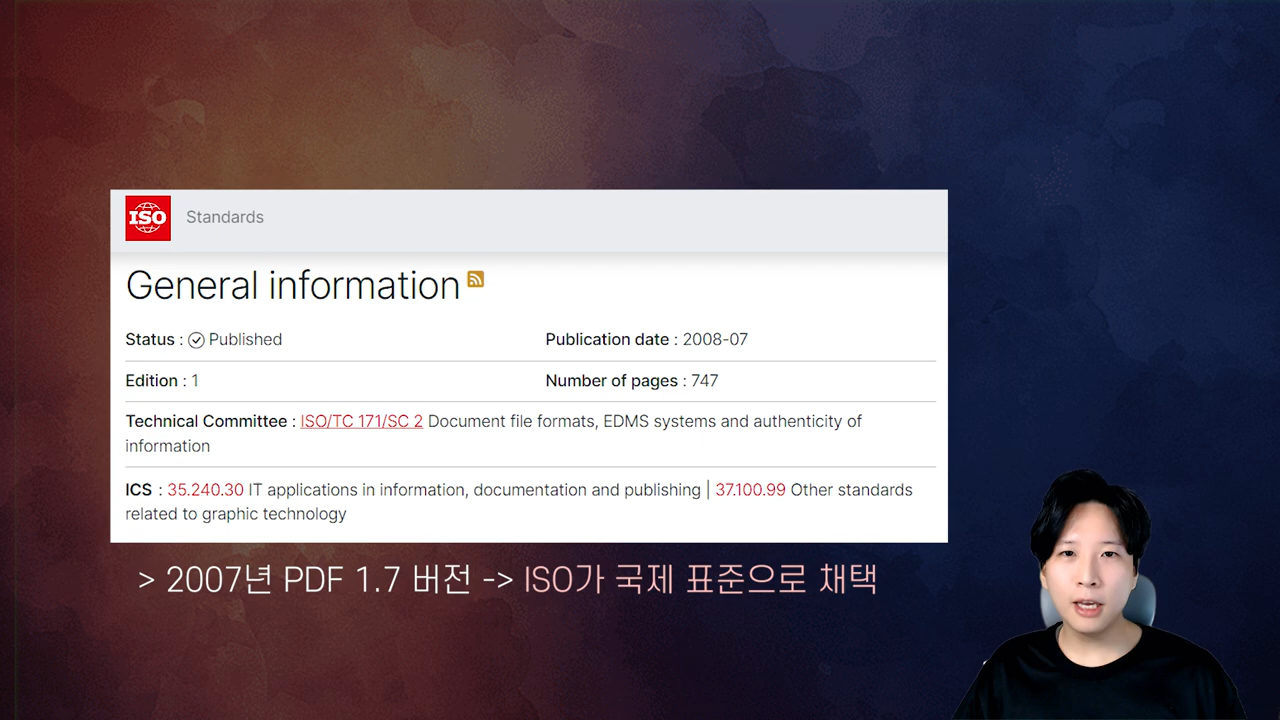 ISO Standards
General information
Status : Published Publication date : 2008-07
Edition : 1 Number of pages : 747
Technical Committee : ISO/TC 171/SC 2 Document file formats, EDMS systems and authenticity of
information
ICS : 35.240.30 IT applications in information, documentation and publishing | 37.100.99 Other standards
related to graphic technology
> 2007년 PDF 1.7 버전 -> ISO가 국제 표준으로 채택